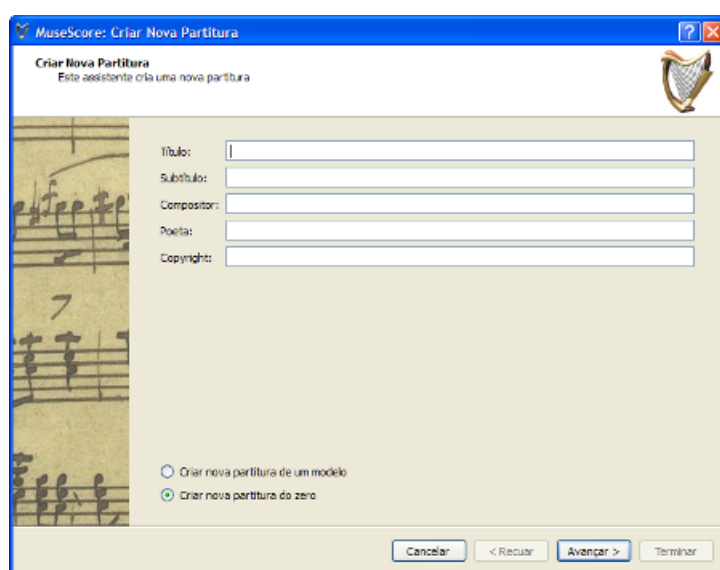 MuseScore: Criar Nova Partitura
Criar Nova Partitura
Este assistente cria uma nova partitura
Título:
Subtítulo:
Compositor:
Poeta:
Copyright:
7
Criar nova partitura de um modelo
Criar nova partitura do zero
Cancelar < Recuar Avançar > Terminar